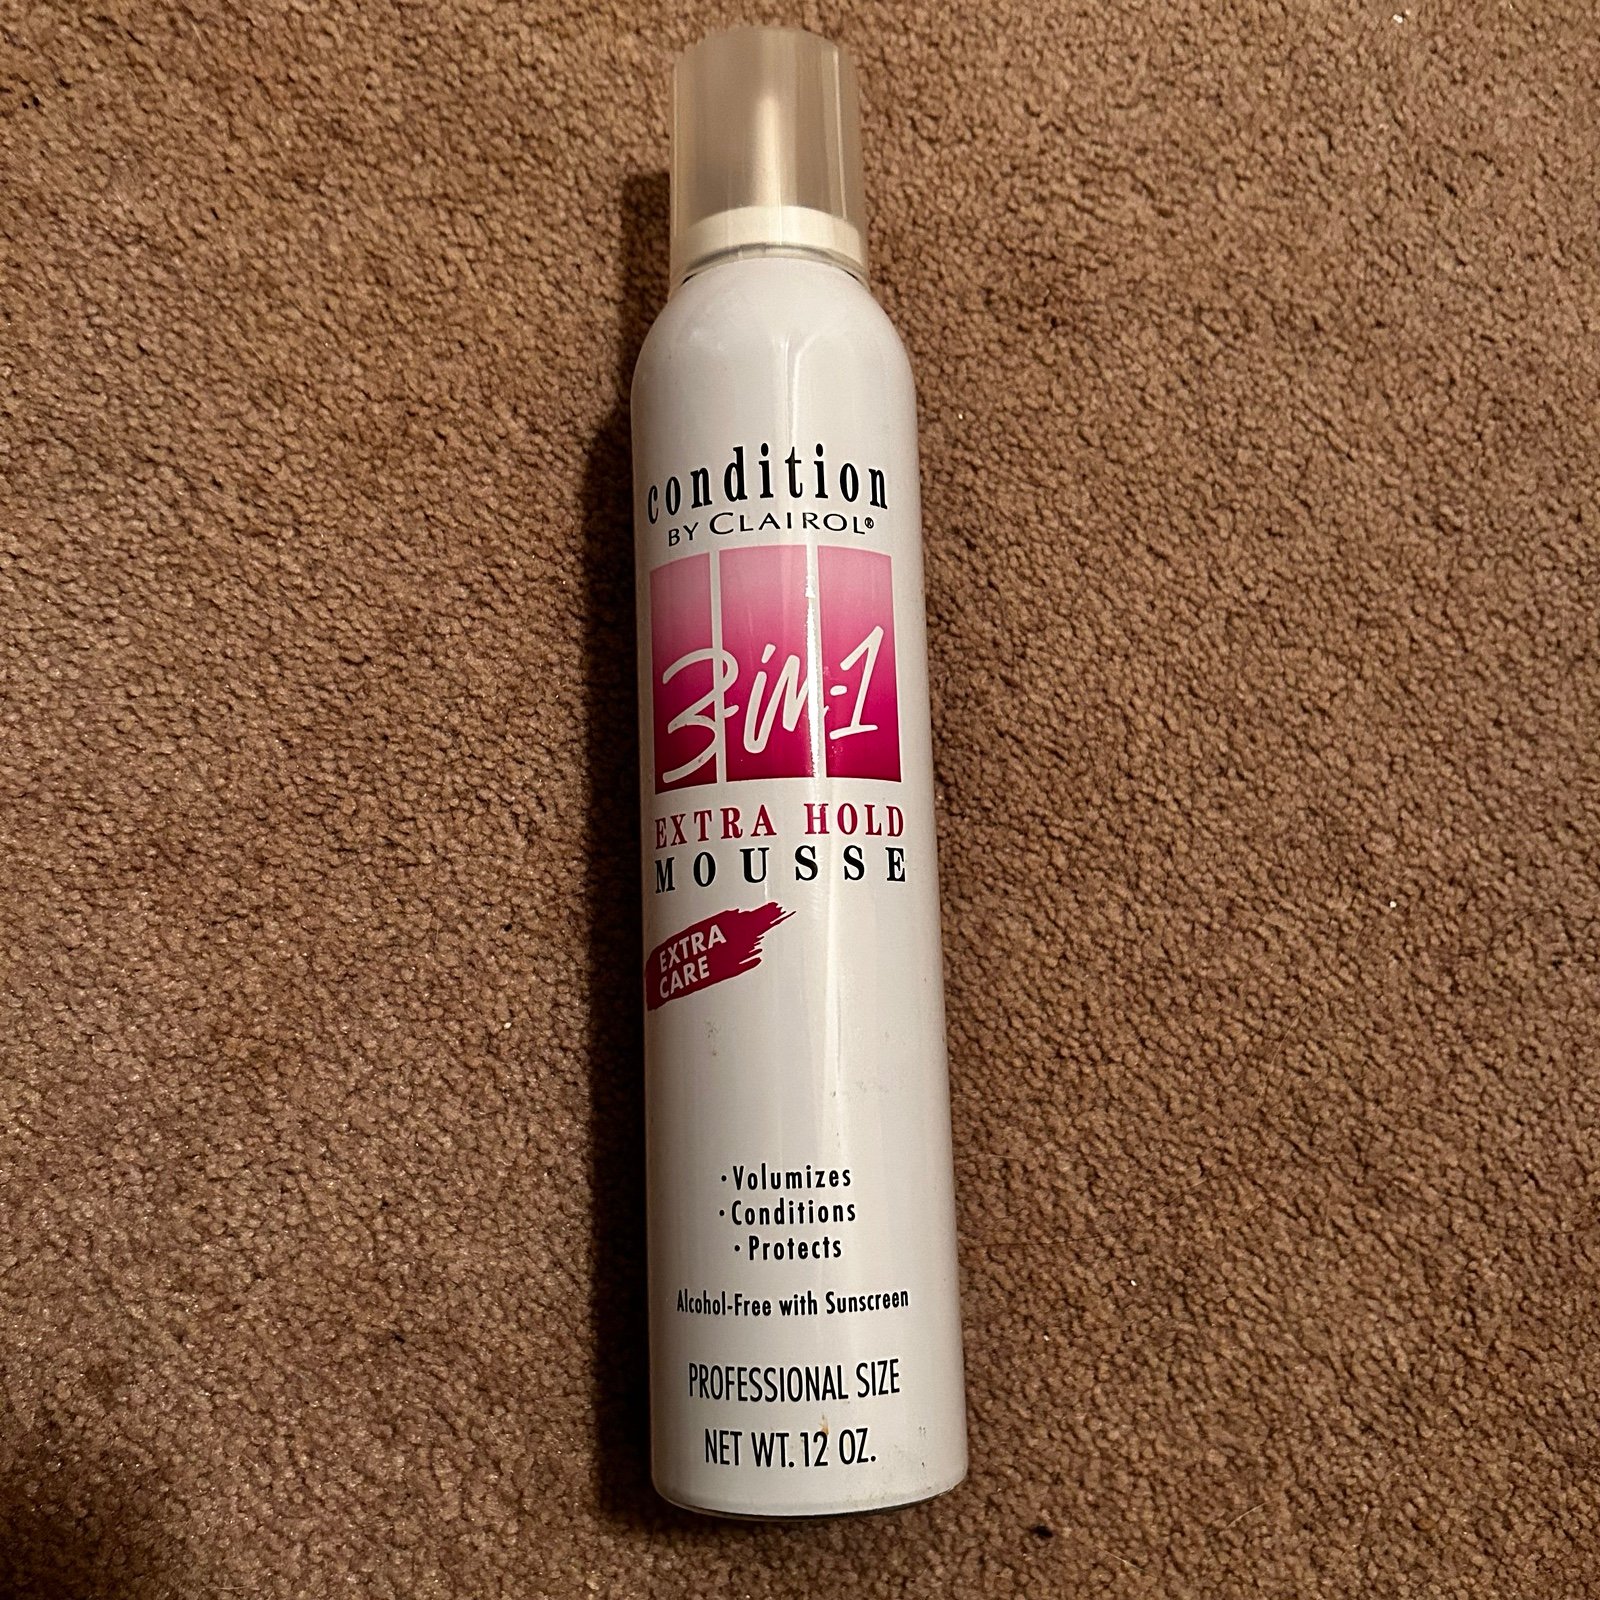 condition
BY CLAIROL®
3-in-1
EXTRA HOLD
MOUSSE
EXTRA
CARE
• Volumizes
• Conditions
• Protects
Alcohol-Free with Sunscreen
PROFESSIONAL SIZE
NET WT. 12 OZ.